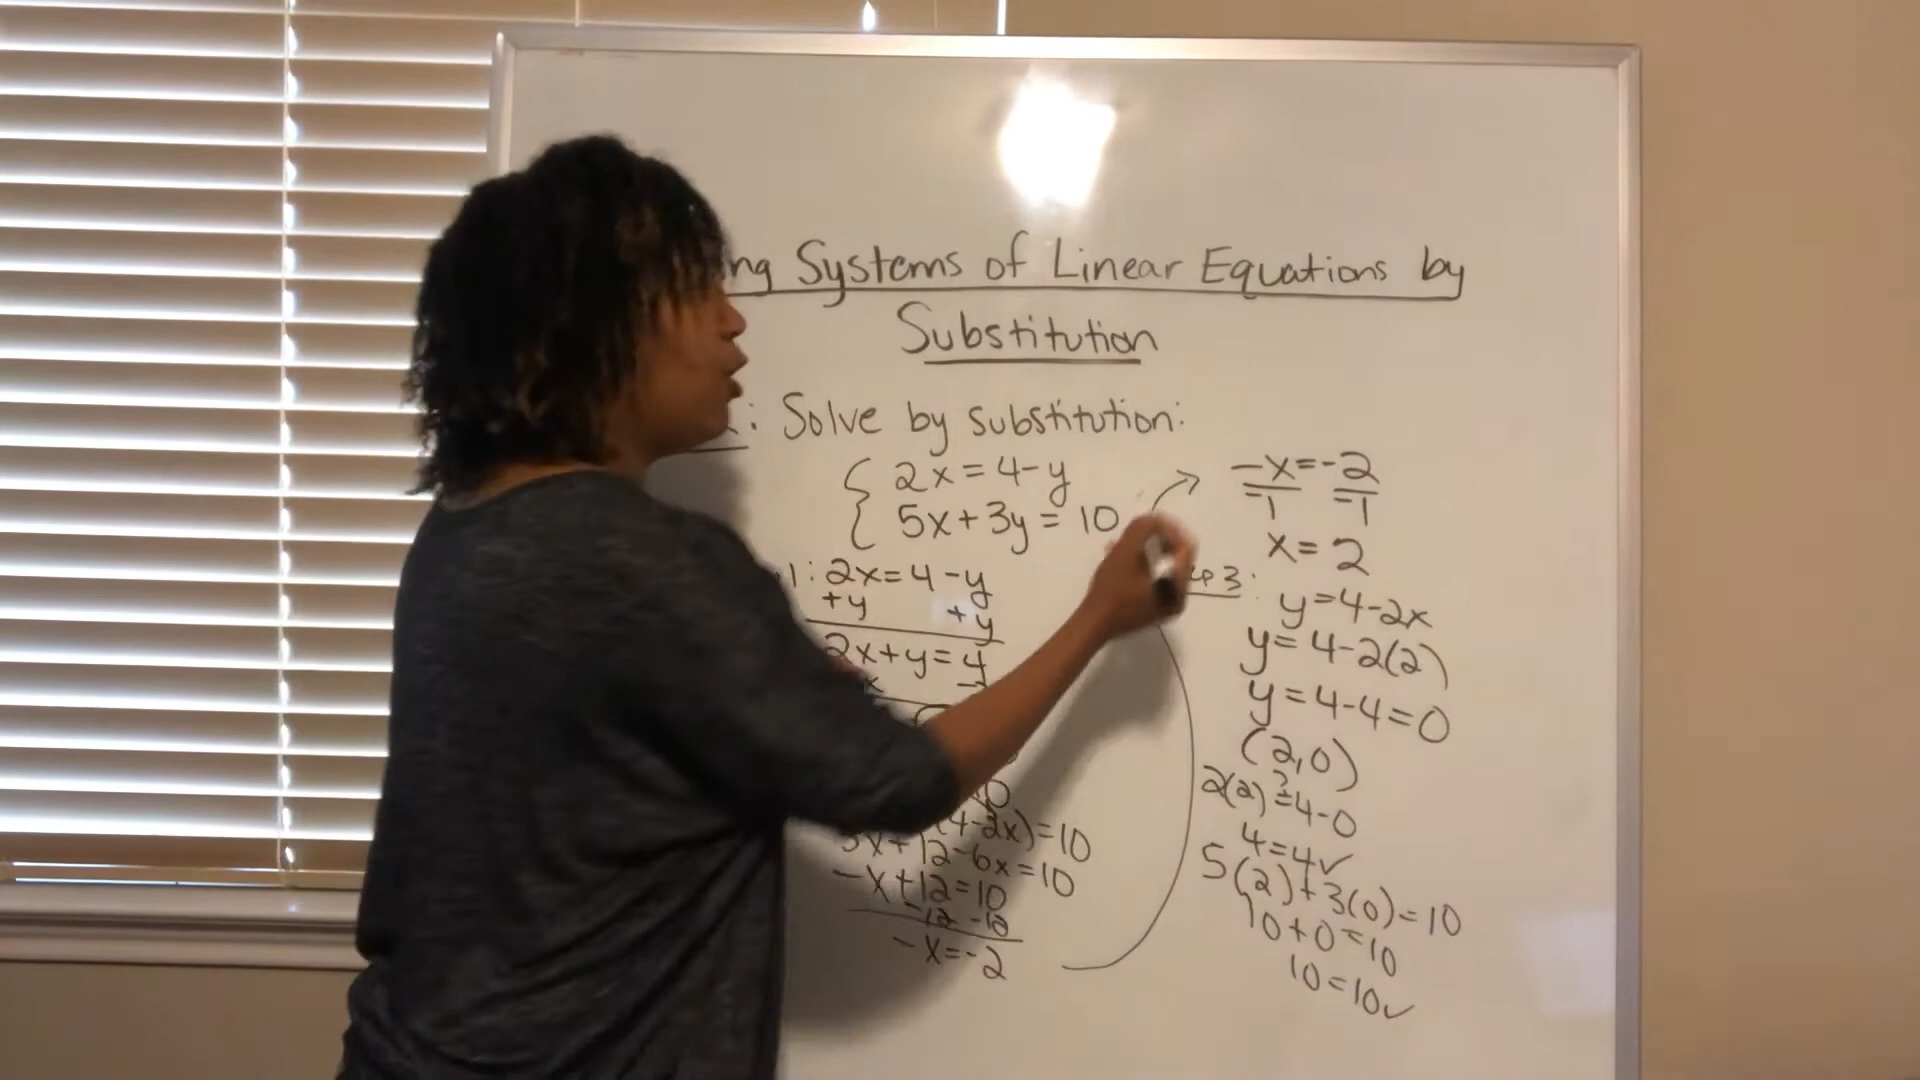 Systems of Linear Equations by
Substitution
: Solve by substitution:
2x = 4 - y
5x + 3y = 10
1: 2x = 4 - y
+y +y
2x + y = 4
(4 - 2x) = 10
5x + 12 - 6x = 10
-x + 12 = 10
-12 -12
-x = -2
-x = -2
-1 -1
x = 2
3:
y = 4 - 2x
y = 4 - 2(2)
y = 4 - 4 = 0
(2, 0)
2(2) ≟ 4 - 0
4 = 4 ✓
5(2) + 3(0) = 10
10 + 0 = 10
10 = 10 ✓